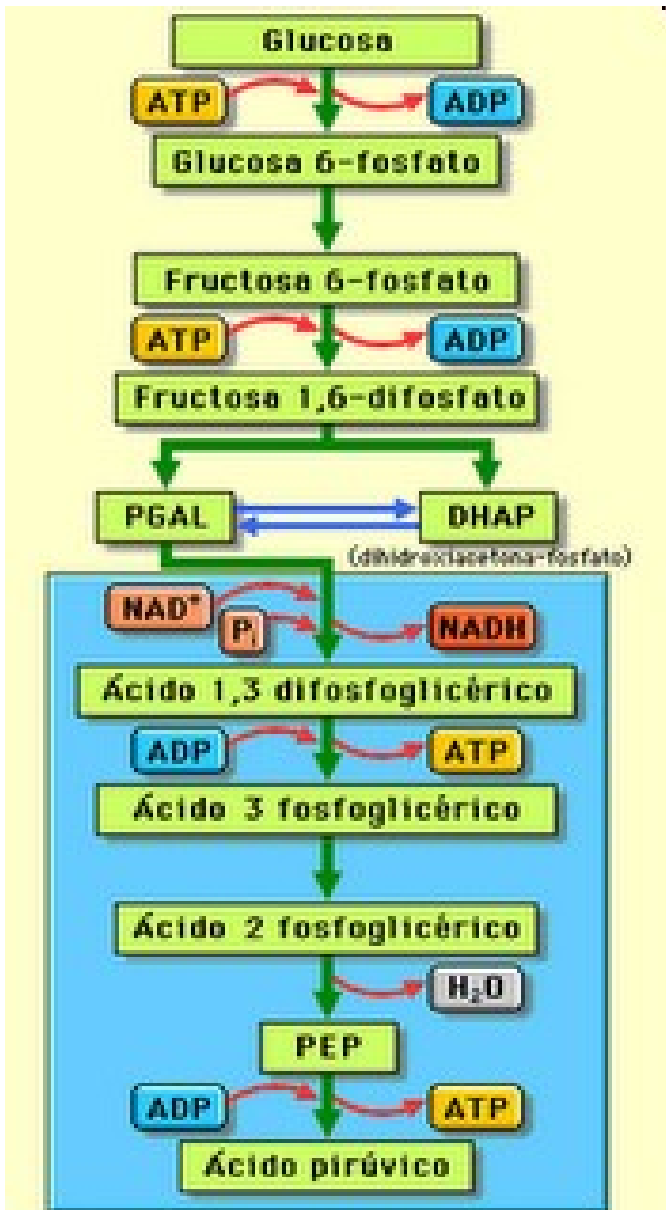 Glucosa
ATP ADP
Glucosa 6-fosfato
Fructosa 6-fosfato
ATP ADP
Fructosa 1,6-difosfato
PGAL DHAP
(dihidroxiacetona-fosfato)
NAD⁺
Pᵢ NADH
Ácido 1,3 difosfoglicérico
ADP ATP
Ácido 3 fosfoglicérico
Ácido 2 fosfoglicérico
H₂O
PEP
ADP ATP
Ácido pirúvico